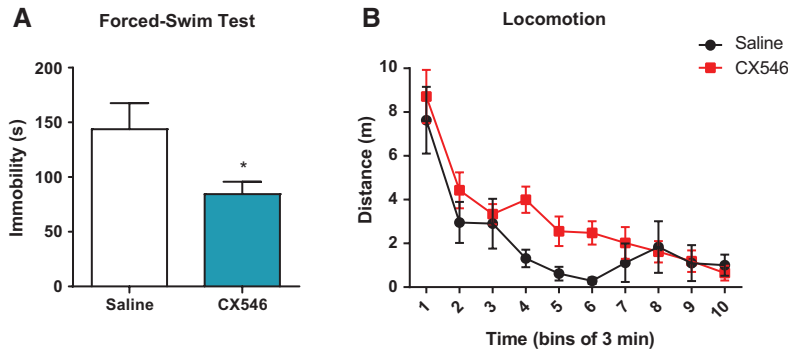 A
Forced-Swim Test
Immobility (s)
200
150
100
50
0
*
Saline
CX546
B
Locomotion
Saline
CX546
Distance (m)
10
8
6
4
2
0
1
2
3
4
5
6
7
8
9
10
Time (bins of 3 min)